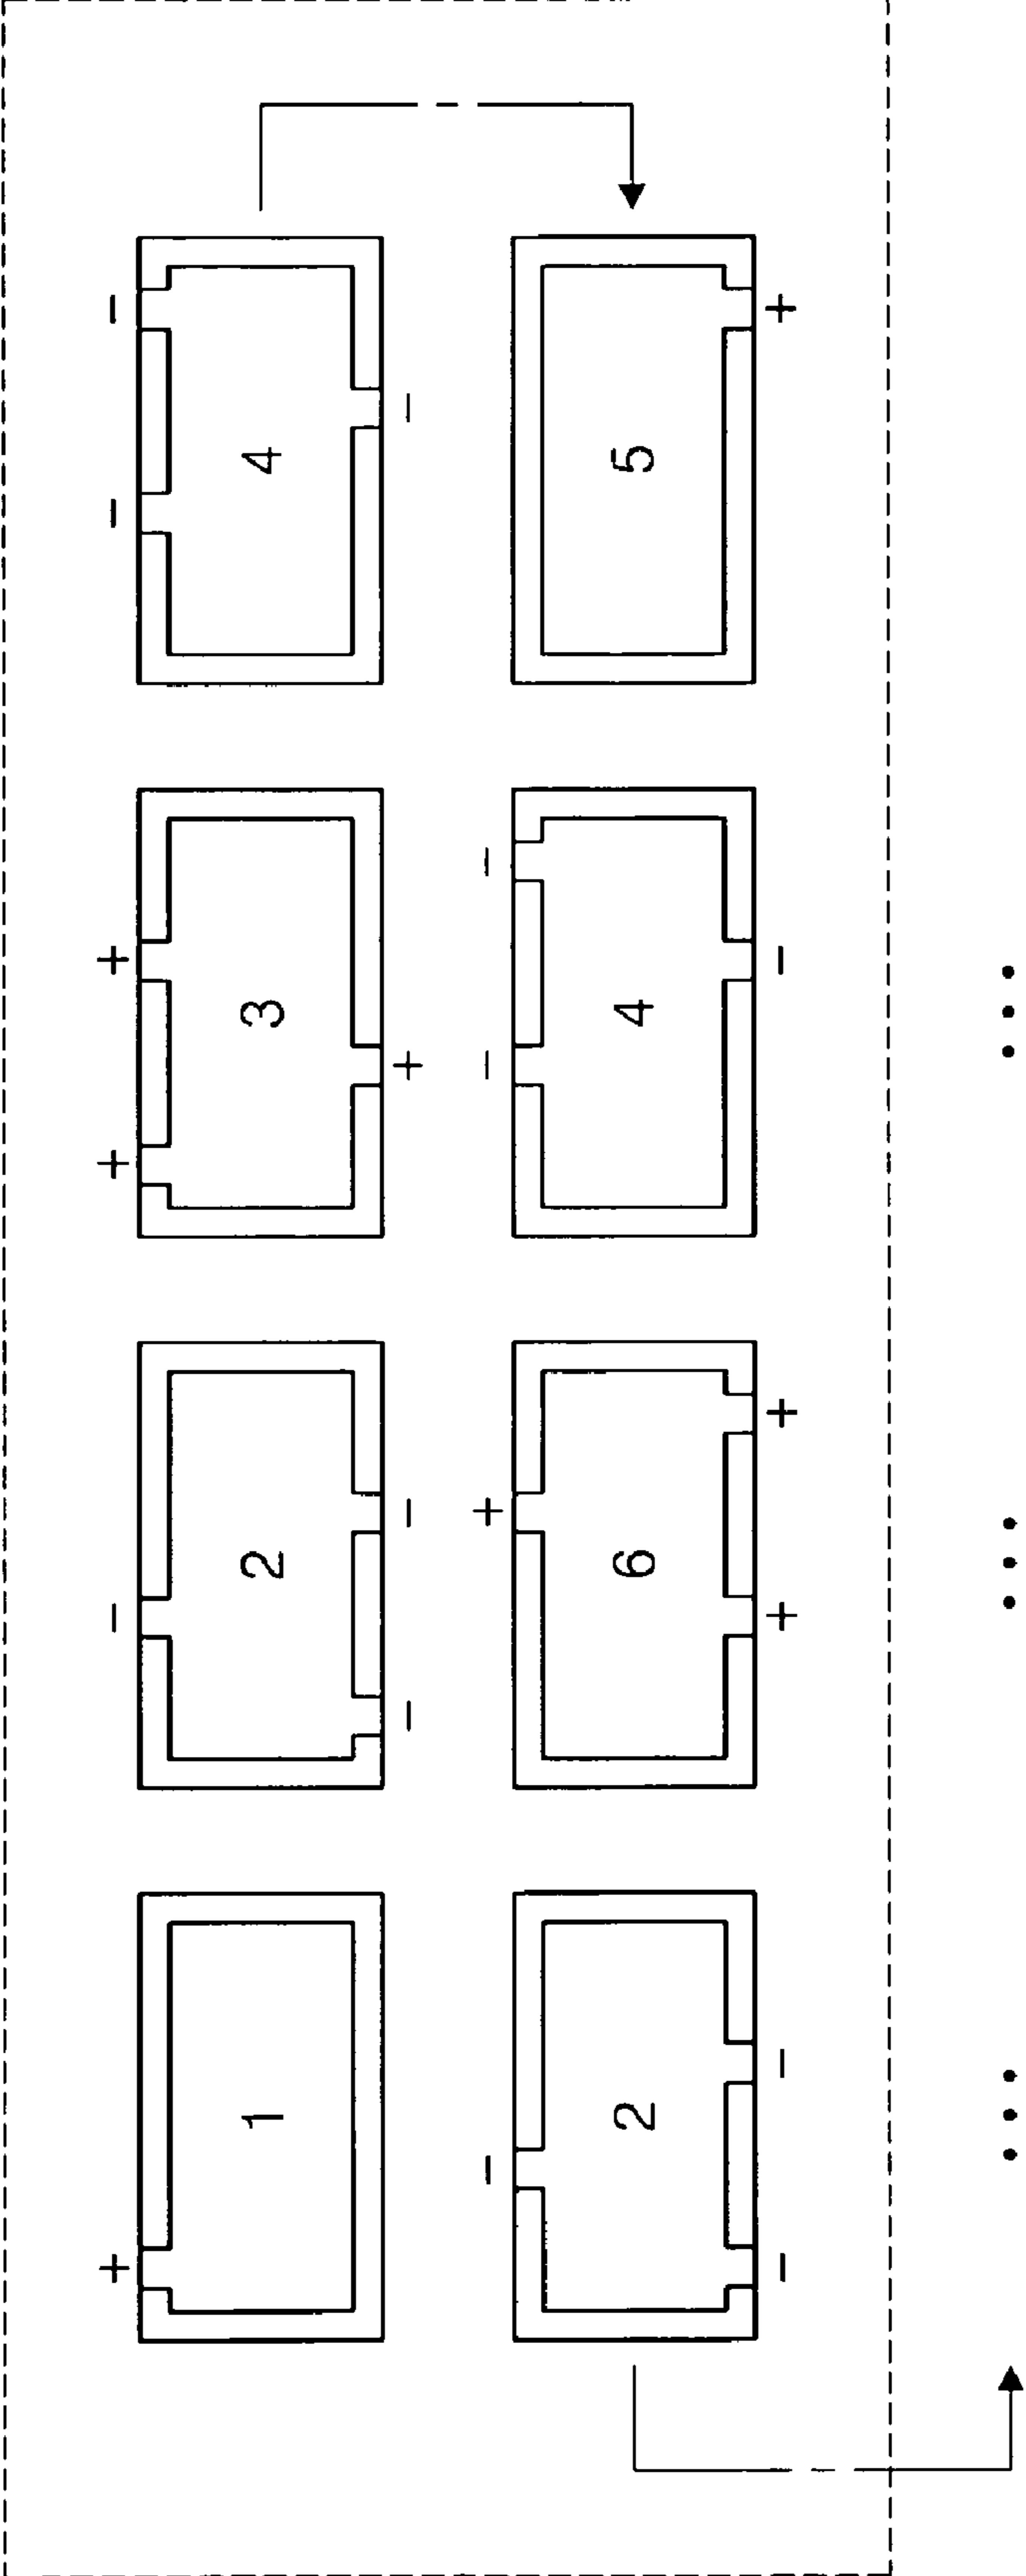 + - + + - -
1 2 3 4
- - + -
- + - -
2 6 4 5
- - + + - +
... ... ...